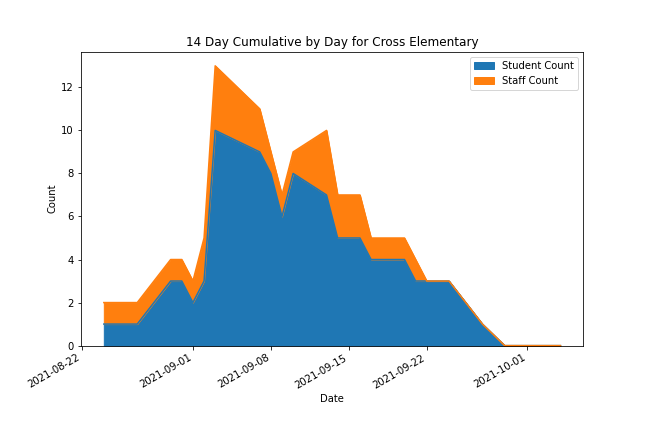 14 Day Cumulative by Day for Cross Elementary
Student Count
Staff Count
12
10
8
6
4
2
0
Count
2021-08-22
2021-09-01
2021-09-08
2021-09-15
2021-09-22
2021-10-01
Date